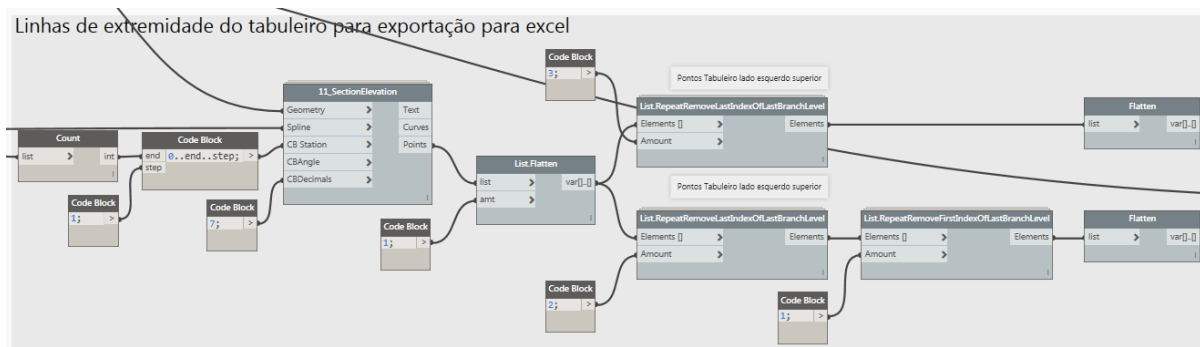 Linhas de extremidade do tabuleiro para exportação para excel
Count
list > int
Code Block
end 0..end..step; >
step
Code Block
1; >
Code Block
7; >
11_SectionElevation
Geometry > Text
Spline > Curves
CB Station > Points
CBAngle >
CBDecimals >
Code Block
1; >
List.Flatten
list > var[]..[]
amt >
Code Block
3; >
Pontos Tabuleiro lado esquerdo superior
List.RepeatRemoveLastIndexOfLastBranchLevel
Elements [] > Elements
Amount >
Flatten
list > var[]..[]
Pontos Tabuleiro lado esquerdo superior
List.RepeatRemoveLastIndexOfLastBranchLevel
Elements [] > Elements
Amount >
Code Block
2; >
List.RepeatRemoveFirstIndexOfLastBranchLevel
Elements [] > Elements
Amount >
Code Block
1; >
Flatten
list > var[]..[]